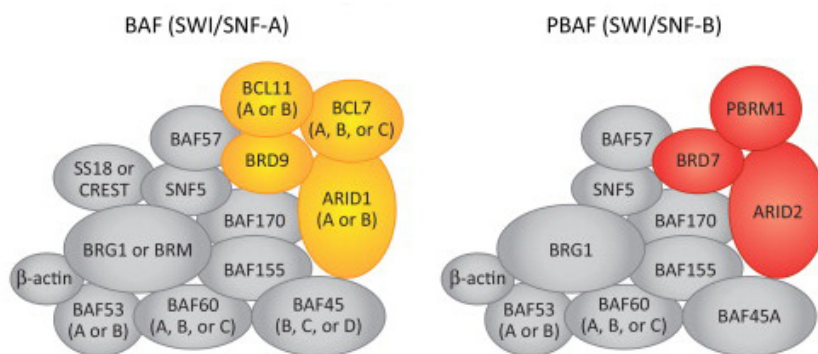 BAF (SWI/SNF-A)
BCL11
(A or B)
BCL7
(A, B, or C)
BAF57
BRD9
SS18 or
CREST
SNF5
ARID1
(A or B)
BAF170
BRG1 or BRM
BAF155
β-actin
BAF53
(A or B)
BAF60
(A, B, or C)
BAF45
(B, C, or D)
PBAF (SWI/SNF-B)
PBRM1
BAF57
BRD7
SNF5
ARID2
BAF170
BRG1
BAF155
β-actin
BAF53
(A or B)
BAF60
(A, B, or C)
BAF45A